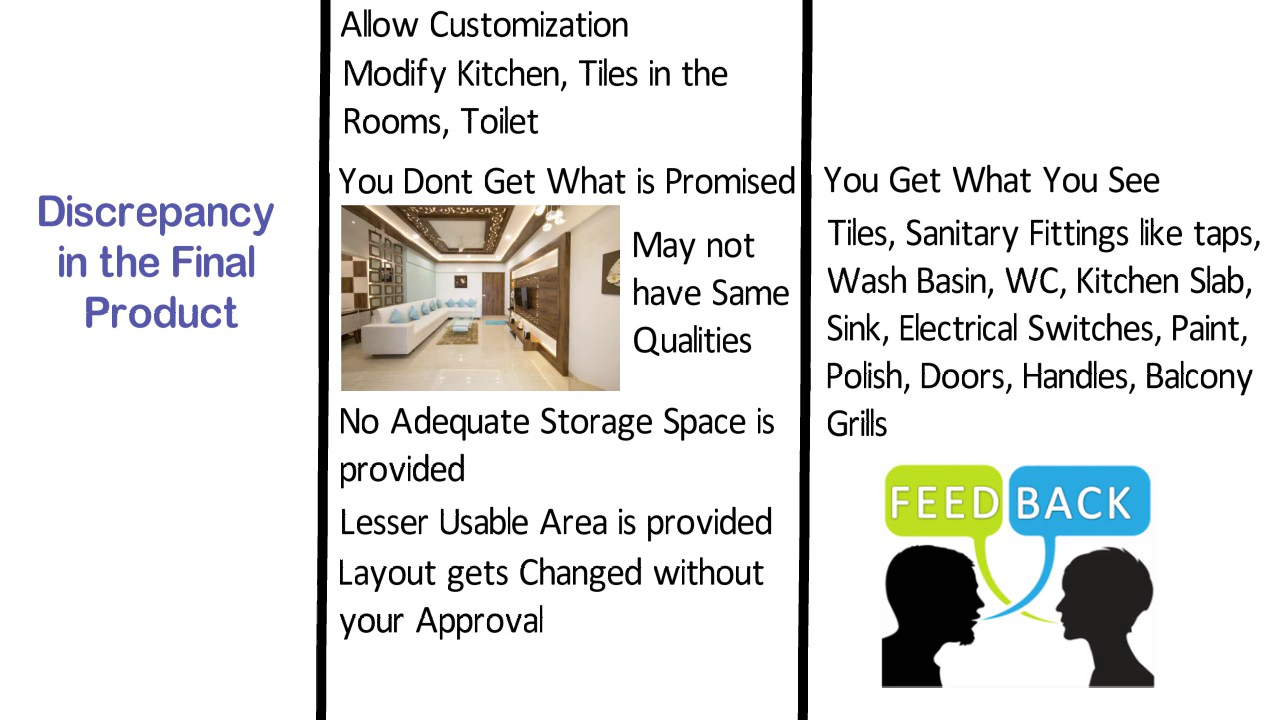 Discrepancy
in the Final
Product
Allow Customization
Modify Kitchen, Tiles in the
Rooms, Toilet
You Dont Get What is Promised
May not
have Same
Qualities
No Adequate Storage Space is
provided
Lesser Usable Area is provided
Layout gets Changed without
your Approval
You Get What You See
Tiles, Sanitary Fittings like taps,
Wash Basin, WC, Kitchen Slab,
Sink, Electrical Switches, Paint,
Polish, Doors, Handles, Balcony
Grills
FEEDBACK